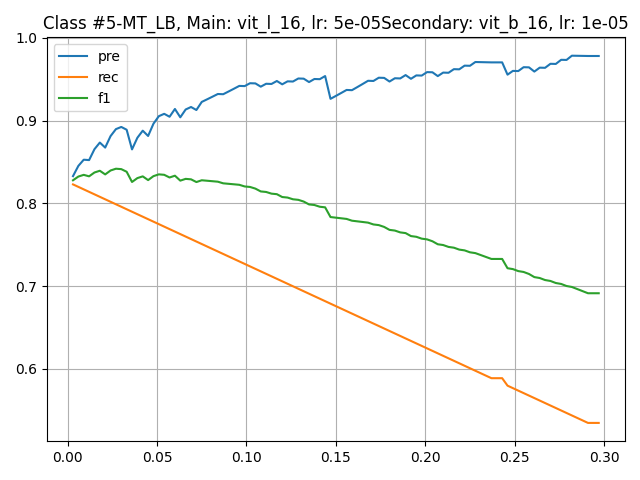 Class #5-MT_LB, Main: vit_l_16, lr: 5e-05Secondary: vit_b_16, lr: 1e-05
pre
rec
f1
1.0
0.9
0.8
0.7
0.6
0.00 0.05 0.10 0.15 0.20 0.25 0.30